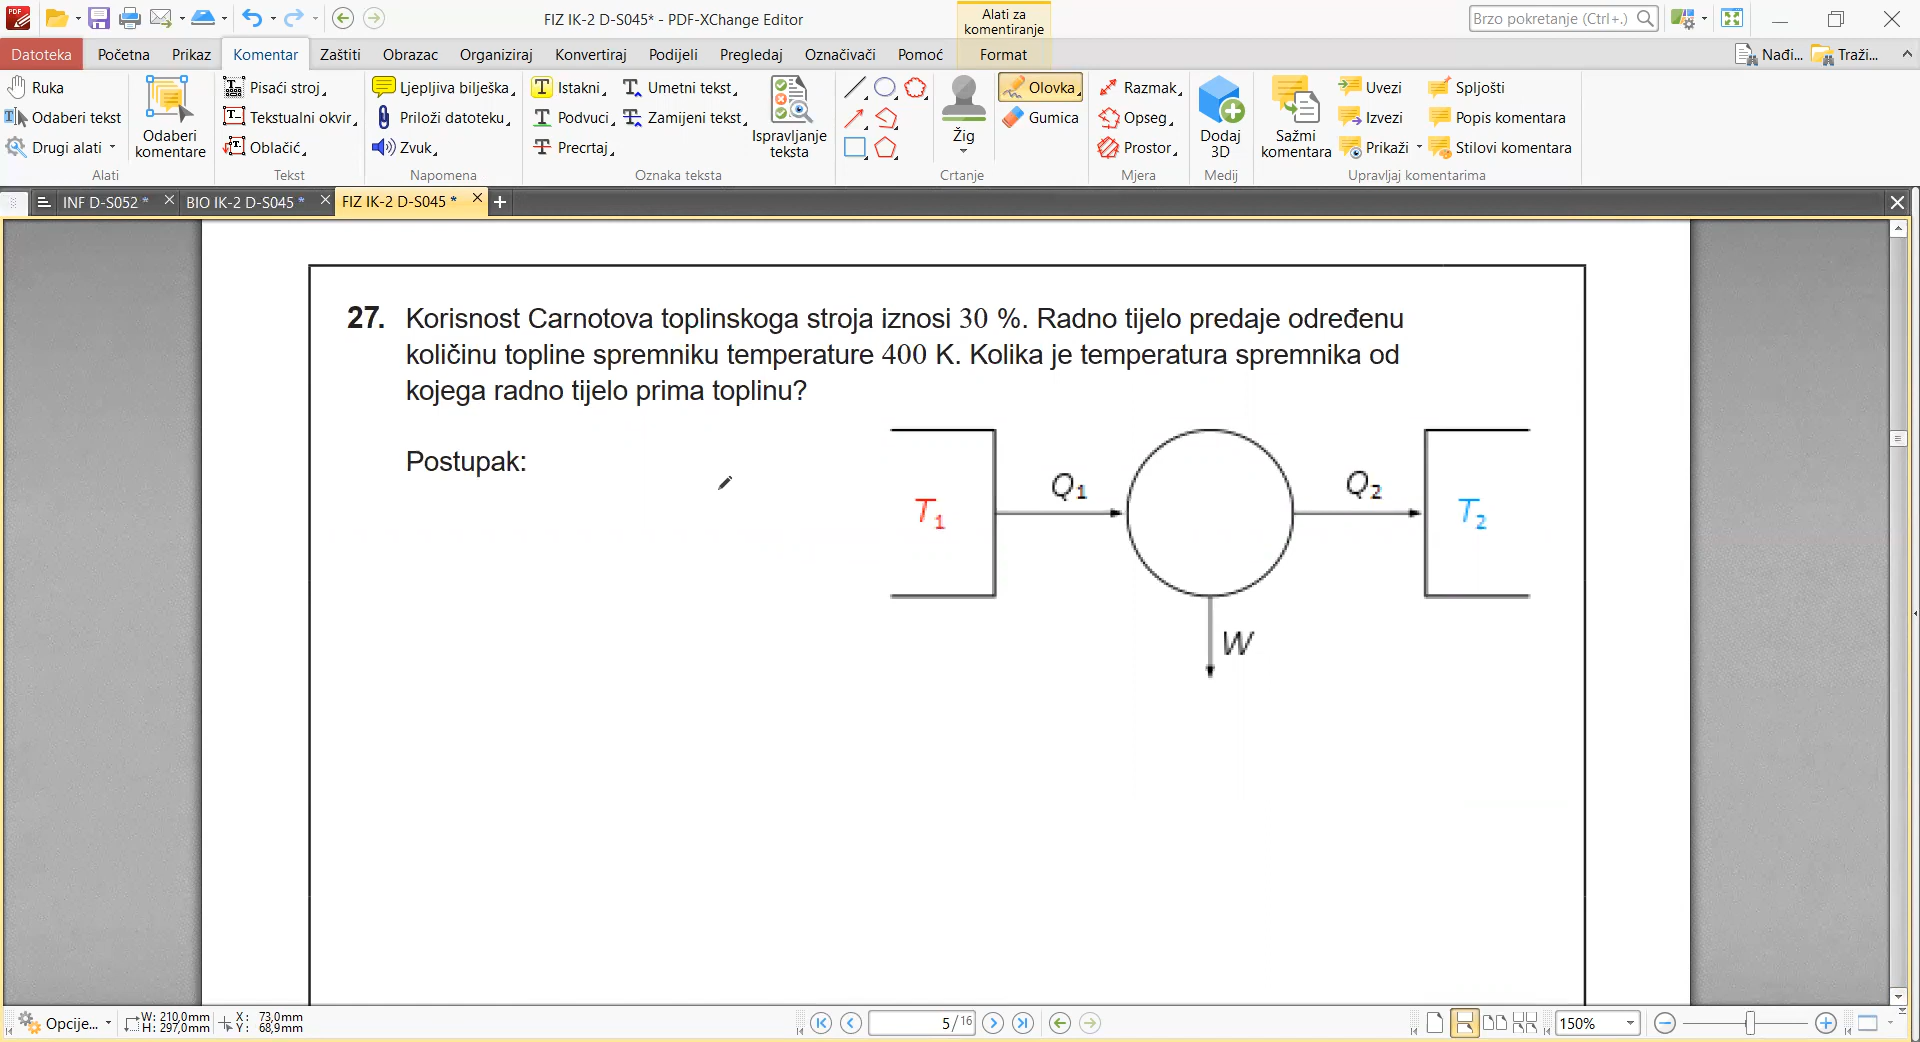 FIZ IK-2 D-S045* - PDF-XChange Editor
Alati za komentiranje
Brzo pokretanje (Ctrl+.)
Datoteka Početna Prikaz Komentar Zaštiti Obrazac Organiziraj Konvertiraj Podijeli Pregledaj Označivači Pomoć Format Nađi... Traži...
Ruka
Odaberi tekst
Drugi alati
Alati
Odaberi komentare
Pisaći stroj
Tekstualni okvir
Oblačić
Tekst
Ljepljiva bilješka
Priloži datoteku
Zvuk
Napomena
Istakni
Podvuci
Precrtaj
Umetni tekst
Zamijeni tekst
Ispravljanje teksta
Oznaka teksta
Crtanje
Žig
Olovka
Gumica
Razmak
Opseg
Prostor
Mjera
Dodaj 3D
Medij
Sažmi komentara
Uvezi
Izvezi
Prikaži
Spljošti
Popis komentara
Stilovi komentara
Upravljaj komentarima
INF D-S052 * BIO IK-2 D-S045 * FIZ IK-2 D-S045 *
27. Korisnost Carnotova toplinskoga stroja iznosi 30 %. Radno tijelo predaje određenu
količinu topline spremniku temperature 400 K. Kolika je temperatura spremnika od
kojega radno tijelo prima toplinu?
Postupak:
T₁ Q₁ Q₂ T₂
W
Opcije... W: 210,0mm H: 297,0mm X: 73,0mm Y: 68,9mm 5/16 150%